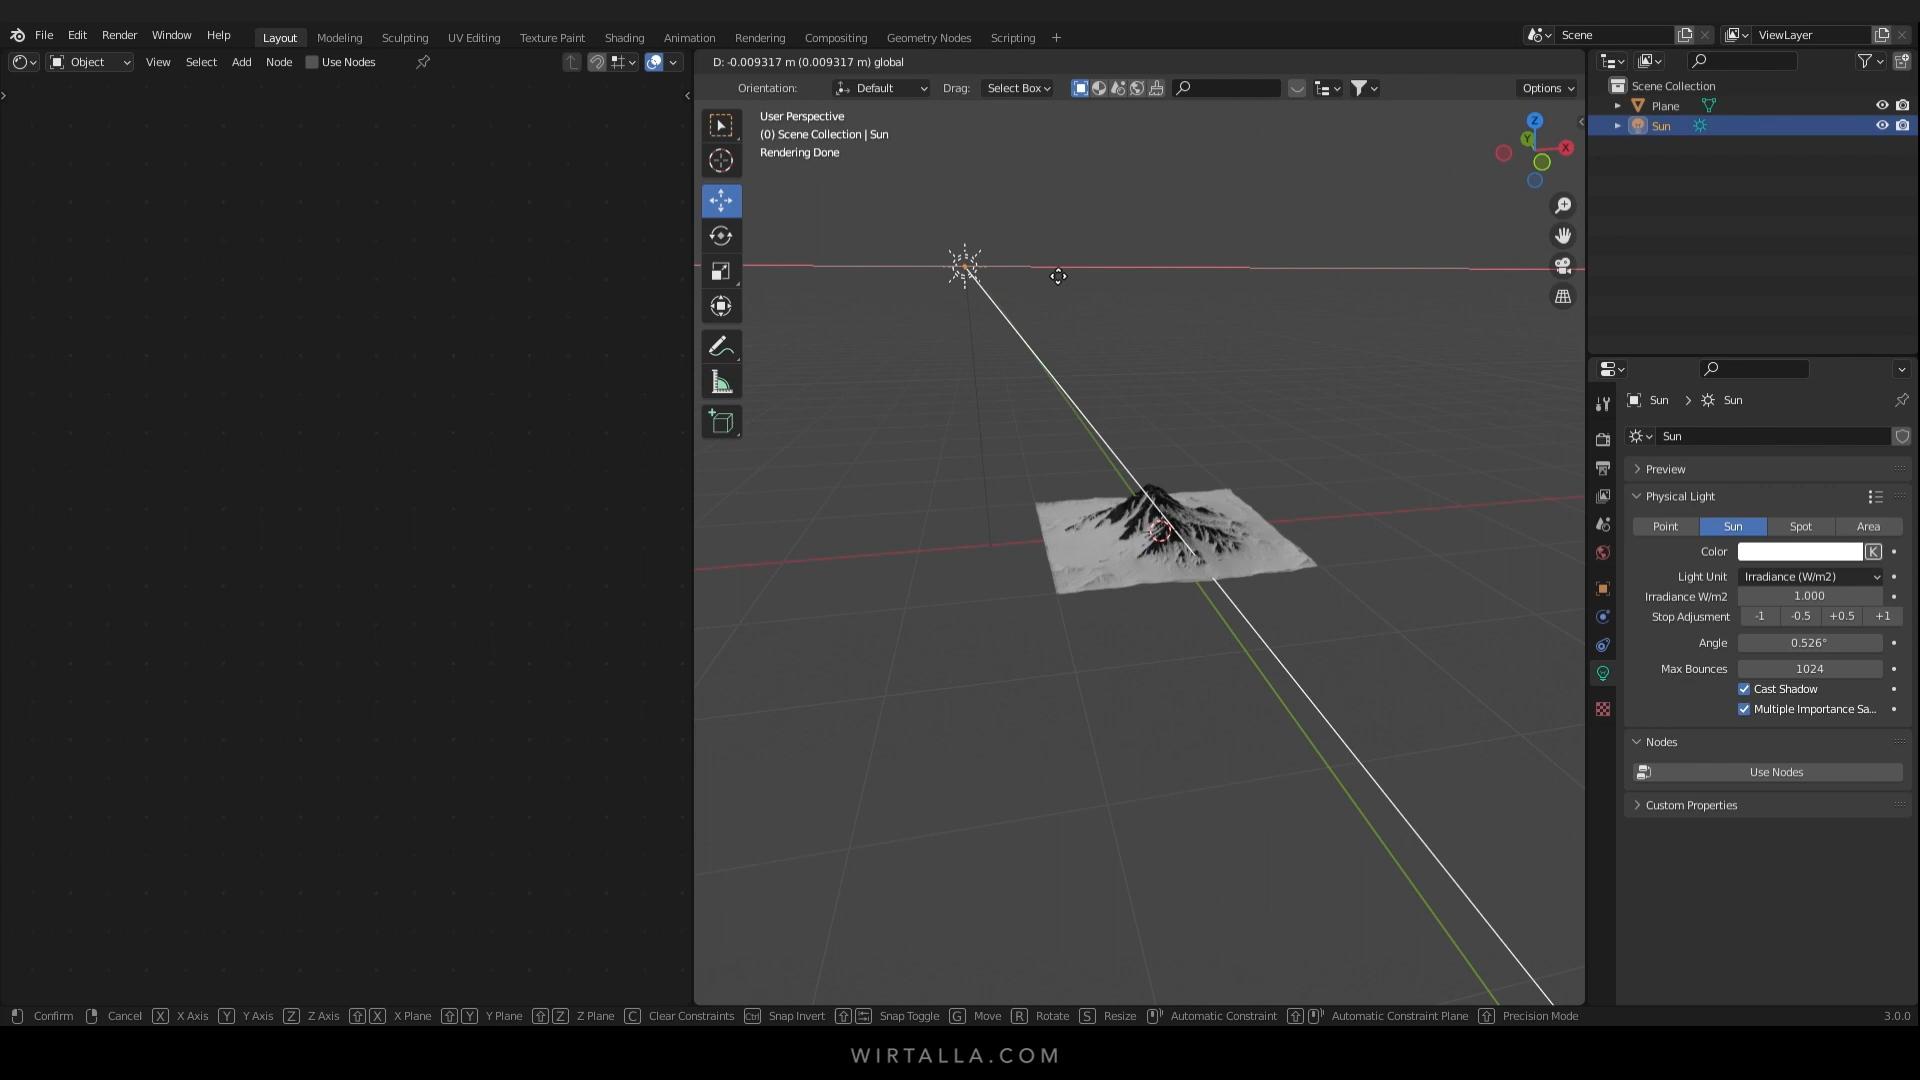 File Edit Render Window Help Layout Modeling Sculpting UV Editing Texture Paint Shading Animation Rendering Compositing Geometry Nodes Scripting + Scene ViewLayer
Object View Select Add Node Use Nodes
D: -0.009317 m (0.009317 m) global
Orientation: Default Drag: Select Box Options
User Perspective
(0) Scene Collection | Sun
Rendering Done
Z
Y
X
Scene Collection
Plane
Sun
Sun > Sun
Sun
Preview
Physical Light
Point Sun Spot Area
Color K
Light Unit Irradiance (W/m2)
Irradiance W/m2 1.000
Stop Adjusment -1 -0.5 +0.5 +1
Angle 0.526°
Max Bounces 1024
Cast Shadow
Multiple Importance Sa...
Nodes
Use Nodes
Custom Properties
Confirm Cancel X X Axis Y Y Axis Z Z Axis X X Plane Y Y Plane Z Z Plane C Clear Constraints Ctrl Snap Invert Snap Toggle G Move R Rotate S Resize Automatic Constraint Automatic Constraint Plane Precision Mode 3.0.0
WIRTALLA.COM